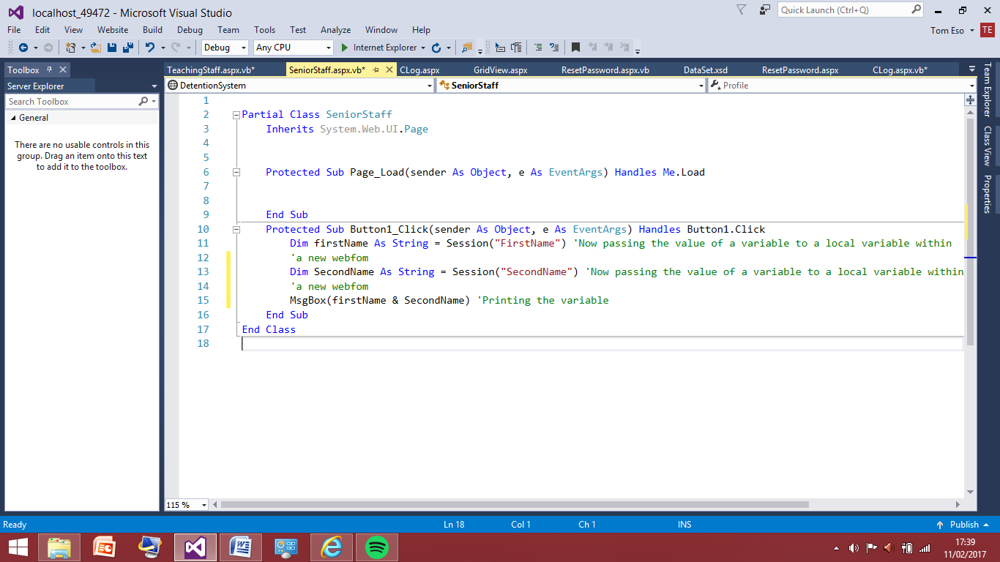 localhost_49472 - Microsoft Visual Studio
Quick Launch (Ctrl+Q)
File Edit View Website Build Debug Team Tools Test Analyze Window Help
Tom Eso TE
Debug Any CPU Internet Explorer
Toolbox
TeachingStaff.aspx.vb* SeniorStaff.aspx.vb* CLog.aspx GridView.aspx ResetPassword.aspx.vb DataSet.xsd ResetPassword.aspx CLog.aspx.vb*
Server Explorer
DetentionSystem SeniorStaff Profile
Search Toolbox
General
There are no usable controls in this
group. Drag an item onto this text
to add it to the toolbox.
1
2 Partial Class SeniorStaff
3 Inherits System.Web.UI.Page
4
5
6 Protected Sub Page_Load(sender As Object, e As EventArgs) Handles Me.Load
7
8
9 End Sub
10 Protected Sub Button1_Click(sender As Object, e As EventArgs) Handles Button1.Click
11 Dim firstName As String = Session("FirstName") 'Now passing the value of a variable to a local variable within
12 'a new webfom
13 Dim SecondName As String = Session("SecondName") 'Now passing the value of a variable to a local variable within
14 'a new webfom
15 MsgBox(firstName & SecondName) 'Printing the variable
16 End Sub
17 End Class
18
Team Explorer
Class View
Properties
115 %
Ready Ln 18 Col 1 Ch 1 INS Publish
17:39
11/02/2017